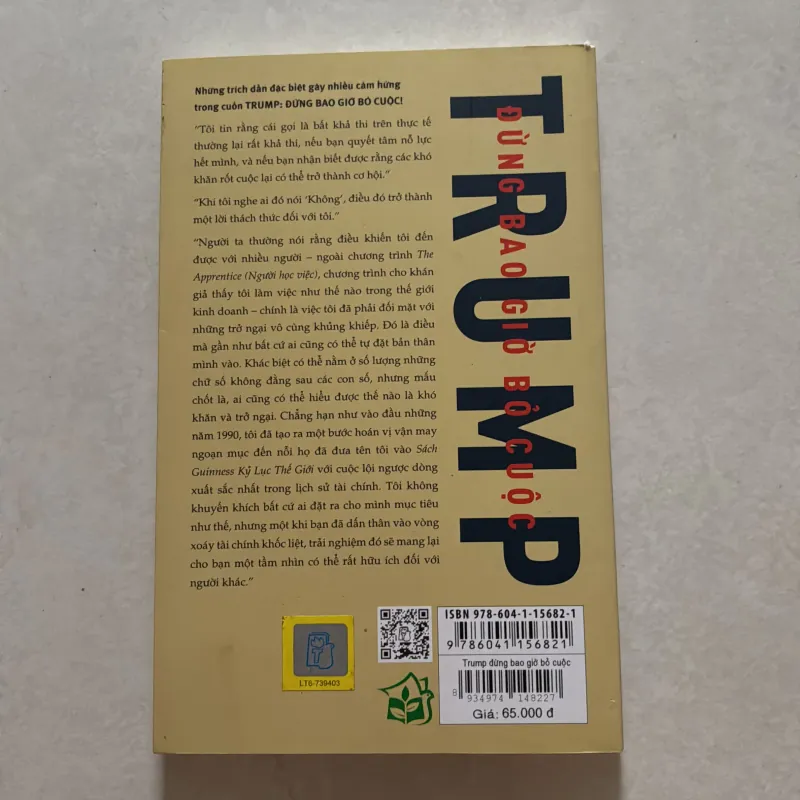 Những trích dẫn đặc biệt gây nhiều cảm hứng
trong cuốn TRUMP: ĐỪNG BAO GIỜ BỎ CUỘC!
“Tôi tin rằng cái gọi là bất khả thi trên thực tế
thường lại rất khả thi, nếu bạn quyết tâm nỗ lực
hết mình, và nếu bạn nhận biết được rằng các khó
khăn rốt cuộc lại có thể trở thành cơ hội.”
“Khi tôi nghe ai đó nói ‘Không’, điều đó trở thành
một lời thách thức đối với tôi.”
“Người ta thường nói rằng điều khiến tôi đến
được với nhiều người – ngoài chương trình The
Apprentice (Người học việc), chương trình cho khán
giả thấy tôi làm việc như thế nào trong thế giới
kinh doanh – chính là việc tôi đã phải đối mặt với
những trở ngại vô cùng khủng khiếp. Đó là điều
mà gần như bất cứ ai cũng có thể tự đặt bản thân
mình vào. Khác biệt có thể nằm ở số lượng những
chữ số không đằng sau các con số, nhưng mấu
chốt là, ai cũng có thể hiểu được thế nào là khó
khăn và trở ngại. Chẳng hạn như vào đầu những
năm 1990, tôi đã tạo ra một bước hoán vị vận may
ngoạn mục đến nỗi họ đã đưa tên tôi vào Sách
Guinness Kỷ Lục Thế Giới với cuộc lội ngược dòng
xuất sắc nhất trong lịch sử tài chính. Tôi không
khuyến khích bất cứ ai đặt ra cho mình mục tiêu
như thế, nhưng một khi bạn đã dấn thân vào vòng
xoáy tài chính khốc liệt, trải nghiệm đó sẽ mang lại
cho bạn một tầm nhìn có thể rất hữu ích đối với
người khác.”
TRUMP
ĐỪNG BAO GIỜ BỎ CUỘC
LT6-739403
ISBN 978-604-1-15682-1
9 786041 156821
Trump đừng bao giờ bỏ cuộc
8 934974 148227
Giá: 65.000 đ